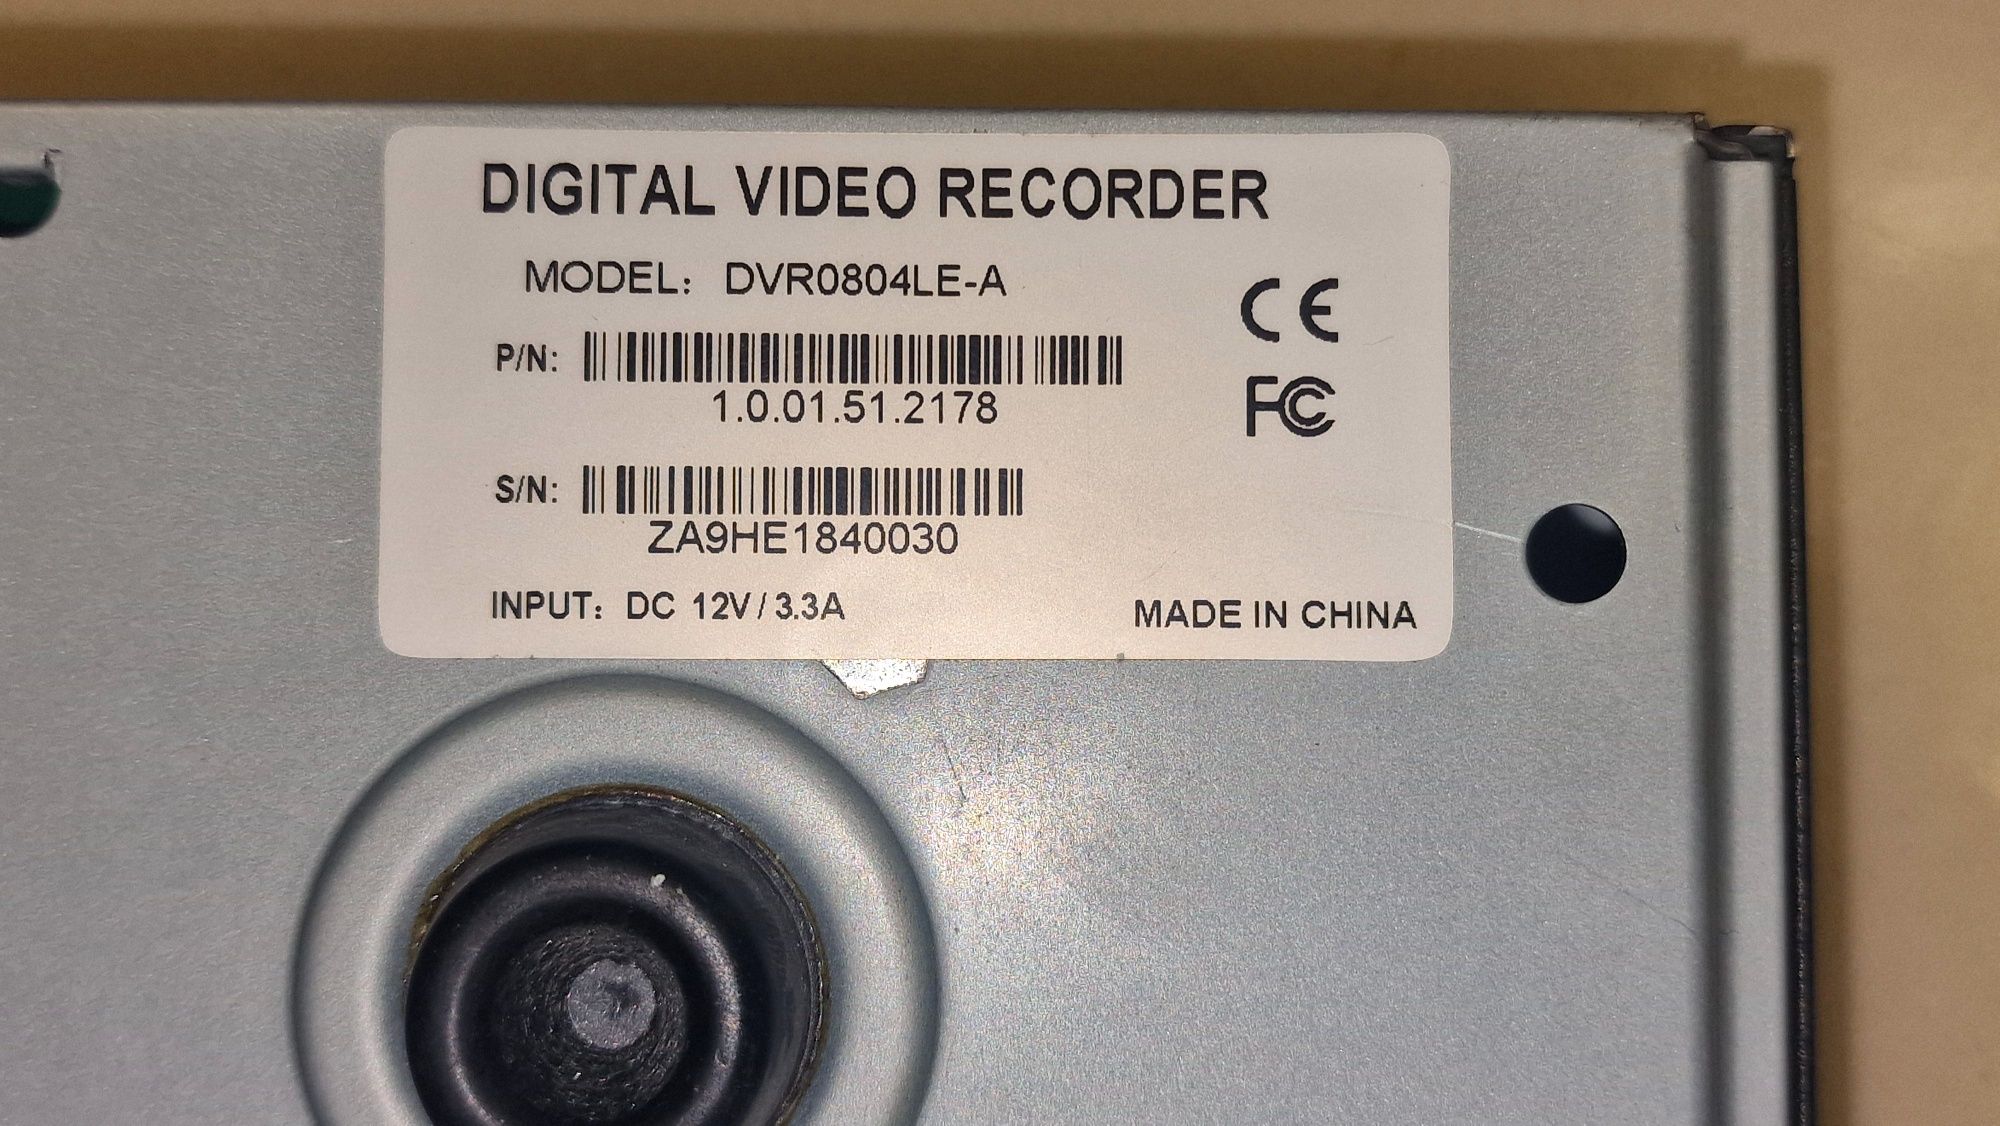 DIGITAL VIDEO RECORDER
MODEL: DVR0804LE-A
P/N:
1.0.01.51.2178
S/N:
ZA9HE1840030
INPUT: DC 12V/3.3A
MADE IN CHINA
CE
FC